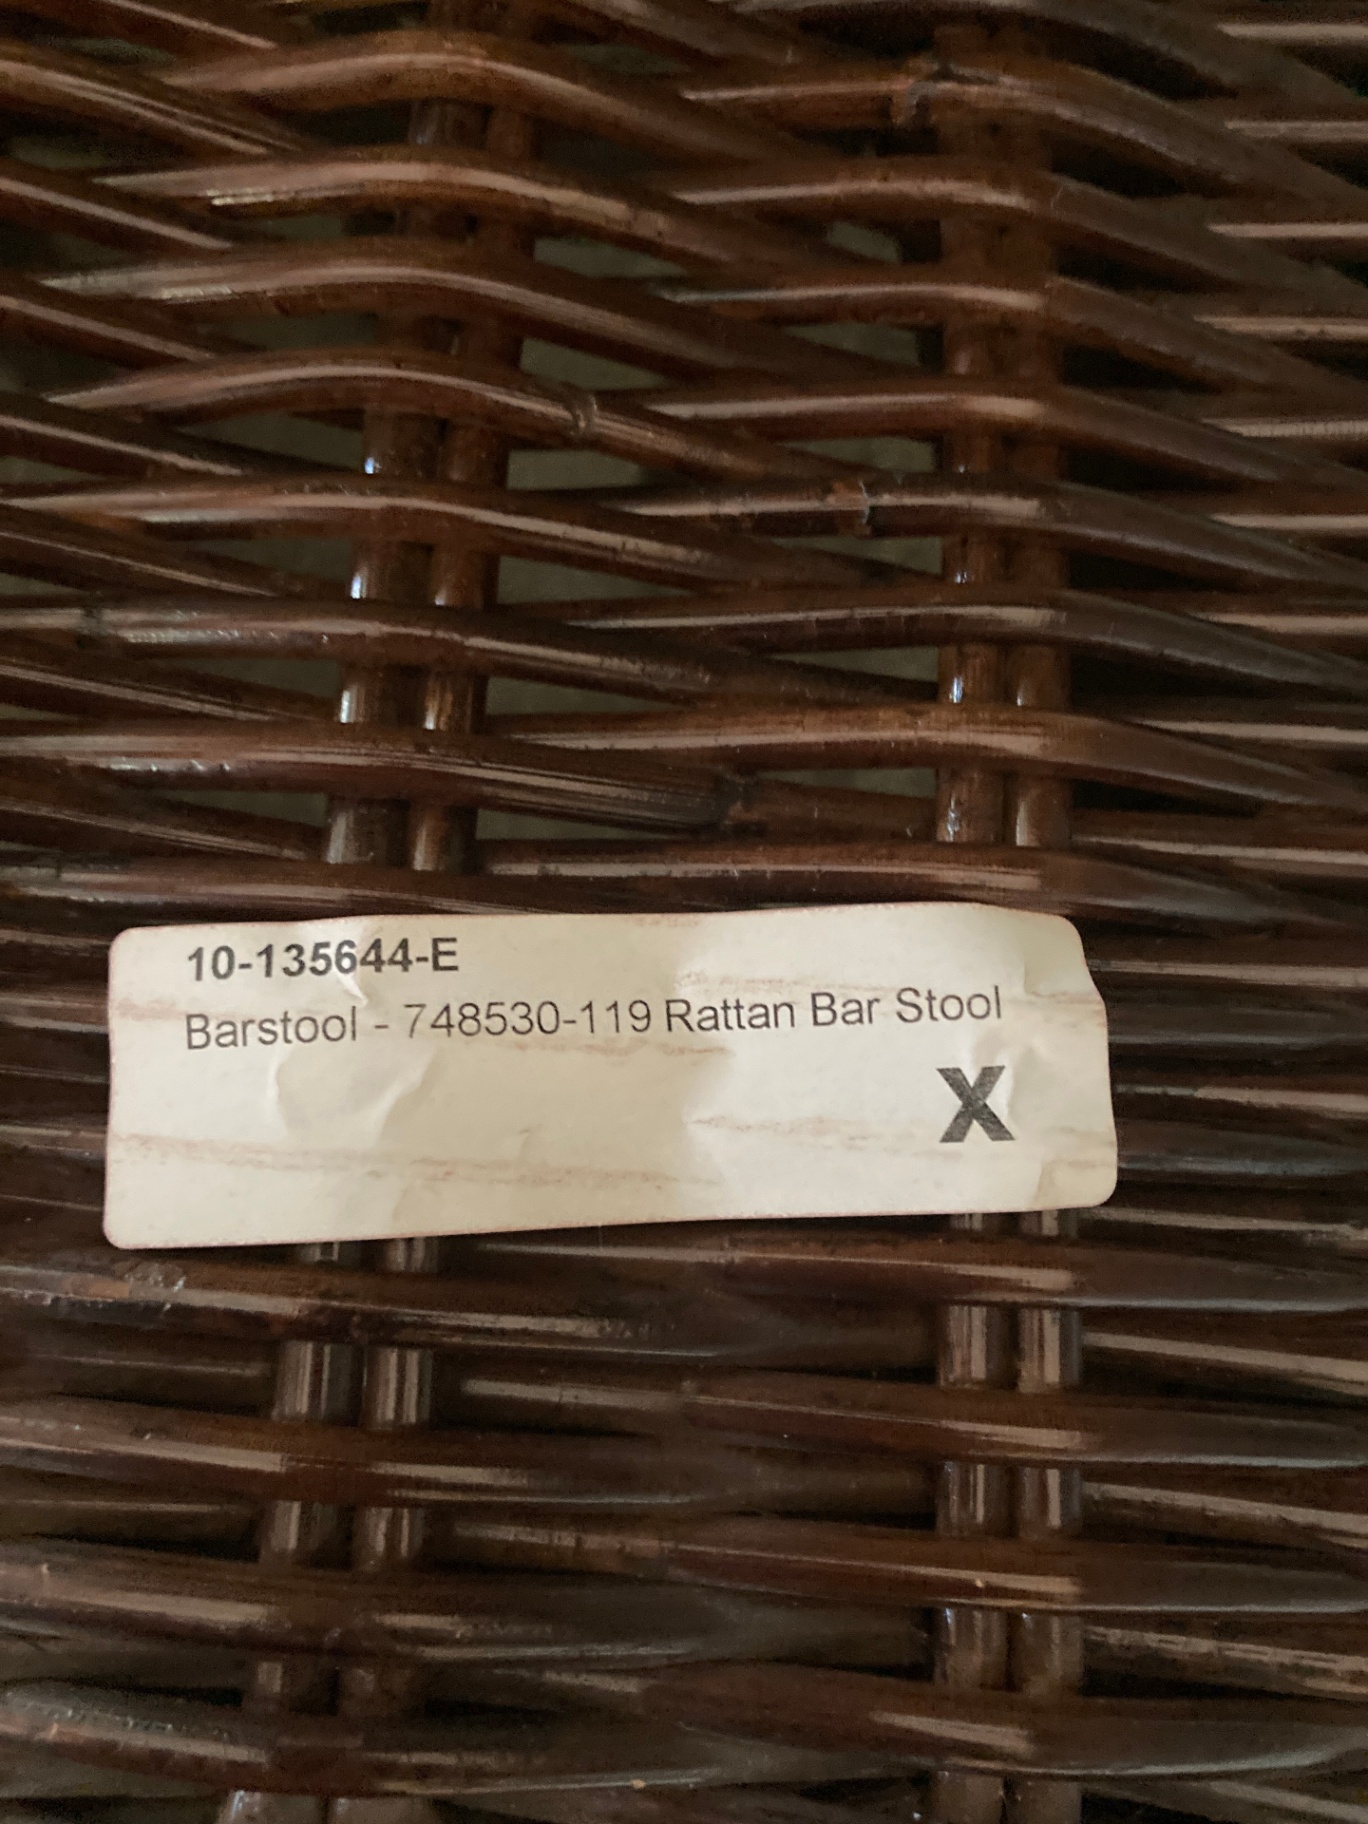 10-135644-E
Barstool - 748530-119 Rattan Bar Stool
X